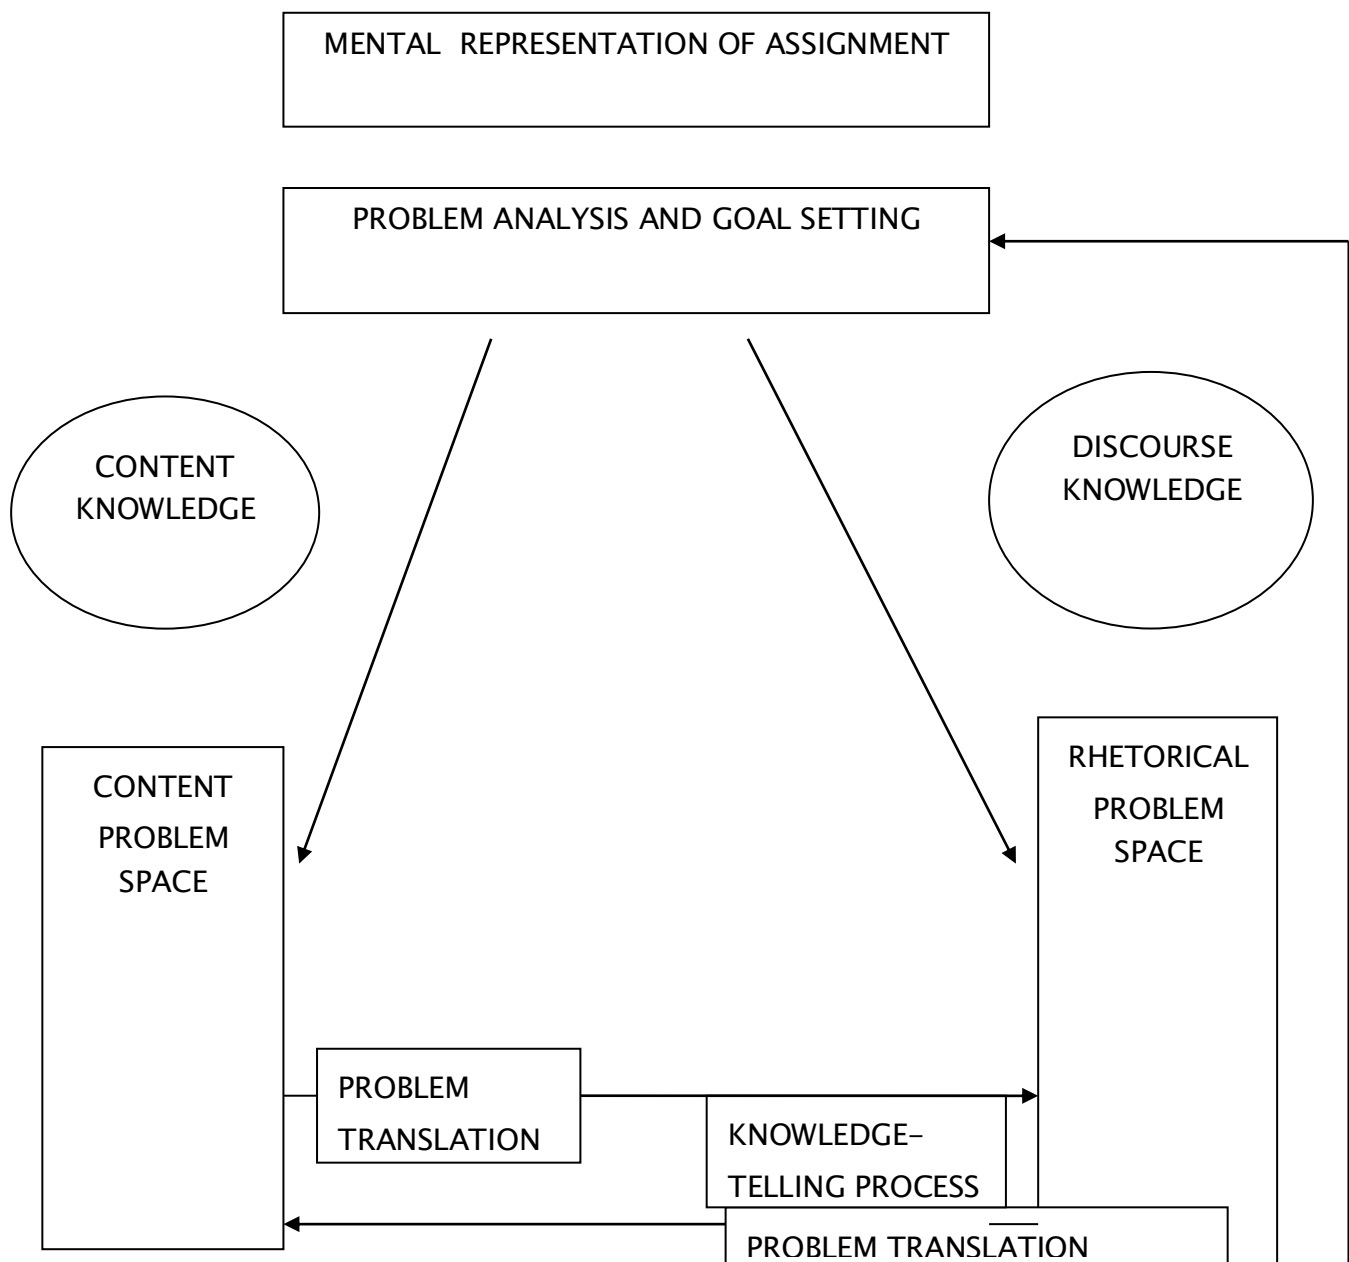 MENTAL REPRESENTATION OF ASSIGNMENT
PROBLEM ANALYSIS AND GOAL SETTING
CONTENT
KNOWLEDGE
DISCOURSE
KNOWLEDGE
CONTENT
PROBLEM
SPACE
RHETORICAL
PROBLEM
SPACE
PROBLEM
TRANSLATION
KNOWLEDGE-
TELLING PROCESS
PROBLEM TRANSLATION